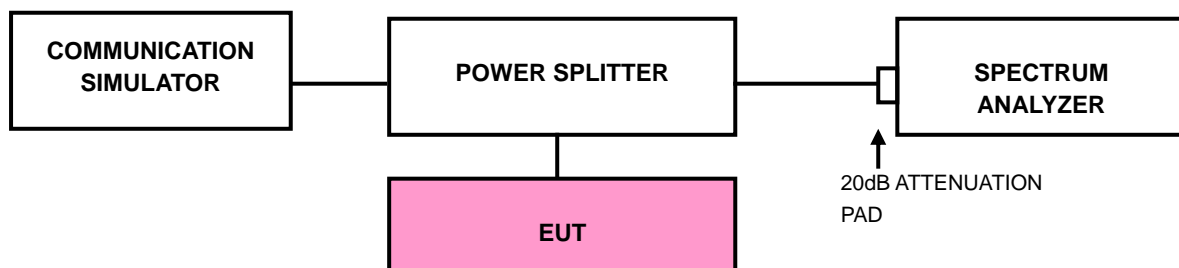 COMMUNICATION
SIMULATOR
POWER SPLITTER
SPECTRUM
ANALYZER
20dB ATTENUATION
PAD
EUT